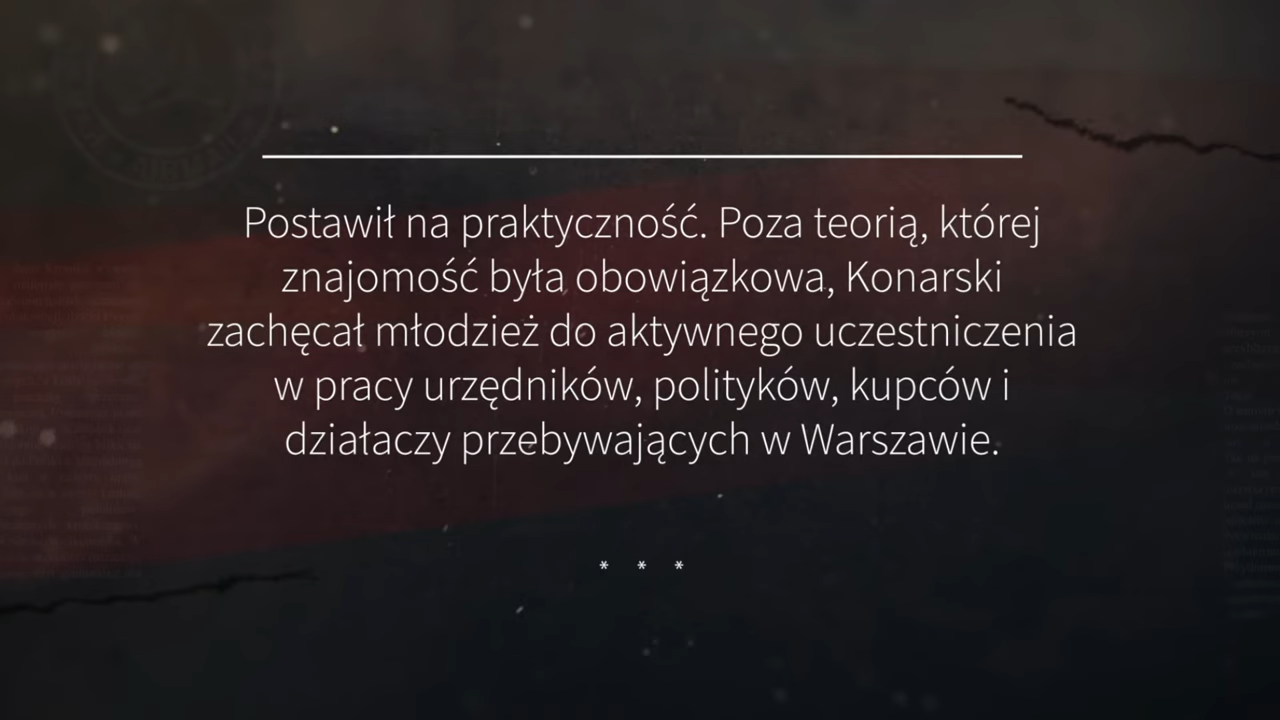 Postawił na praktyczność. Poza teorią, której
znajomość była obowiązkowa, Konarski
zachęcał młodzież do aktywnego uczestniczenia
w pracy urzędników, polityków, kupców i
działaczy przebywających w Warszawie.
* * *